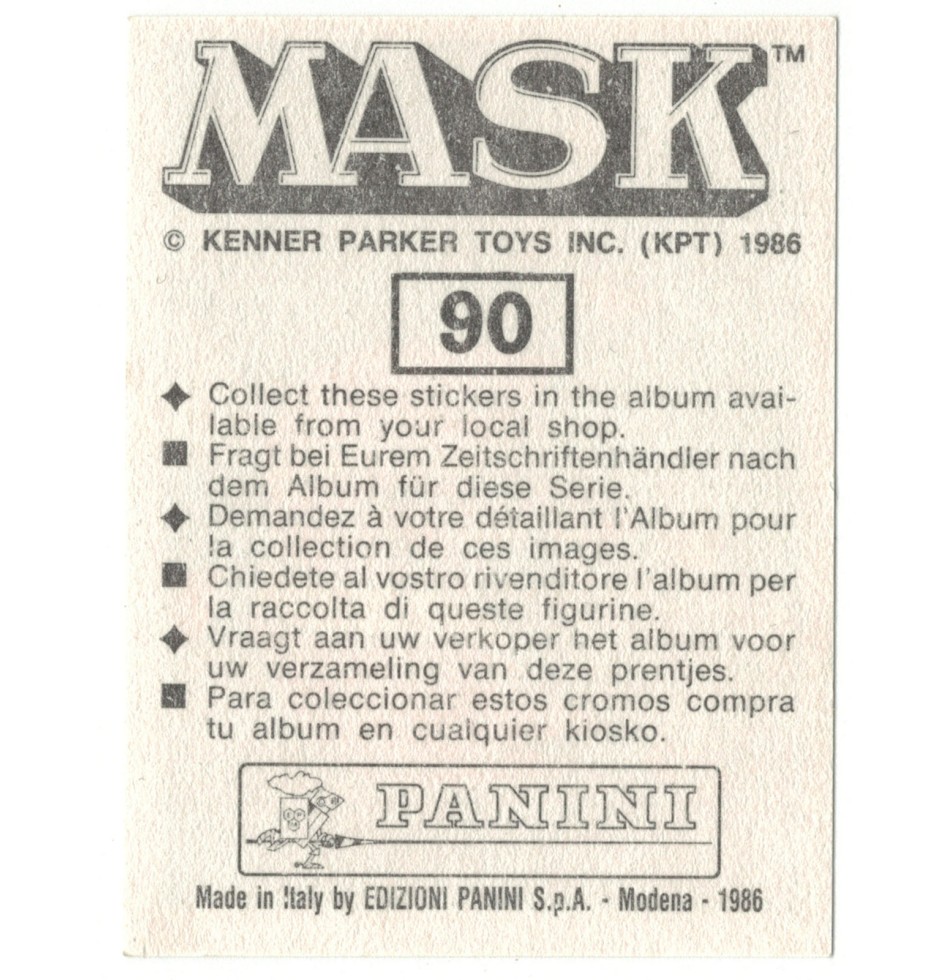 MASK™
© KENNER PARKER TOYS INC. (KPT) 1986
90
◆ Collect these stickers in the album avai-
lable from your local shop.
■ Fragt bei Eurem Zeitschriftenhändler nach
dem Album für diese Serie.
◆ Demandez à votre détaillant l'Album pour
la collection de ces images.
■ Chiedete al vostro rivenditore l'album per
la raccolta di queste figurine.
◆ Vraagt aan uw verkoper het album voor
uw verzameling van deze prentjes.
■ Para coleccionar estos cromos compra
tu album en cualquier kiosko.
PANINI
Made in Italy by EDIZIONI PANINI S.p.A. - Modena - 1986